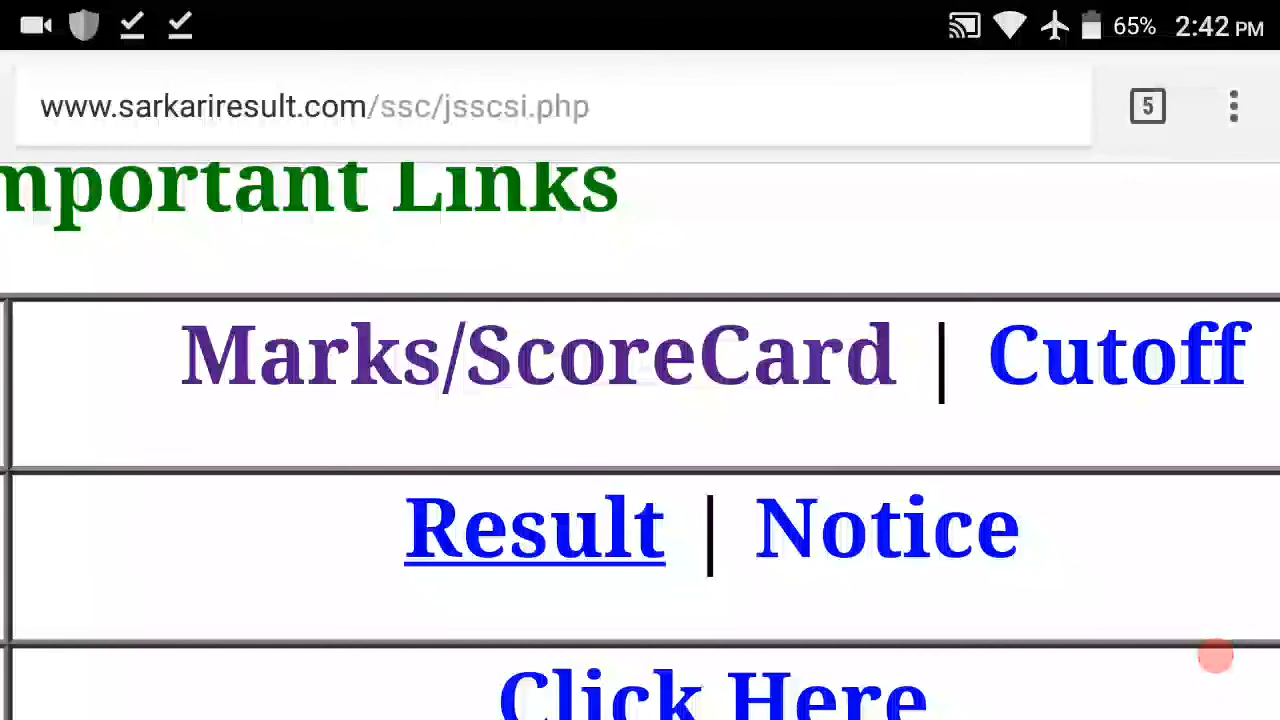 65% 2:42 PM
www.sarkariresult.com/ssc/jsscsi.php 5
mportant Links
Marks/ScoreCard | Cutoff
Result | Notice
Click Here